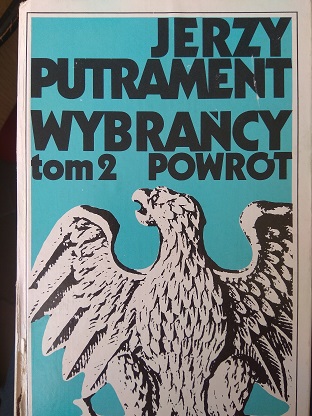 JERZY
PUTRAMENT
WYBRAŃCY
tom 2 POWRÓT